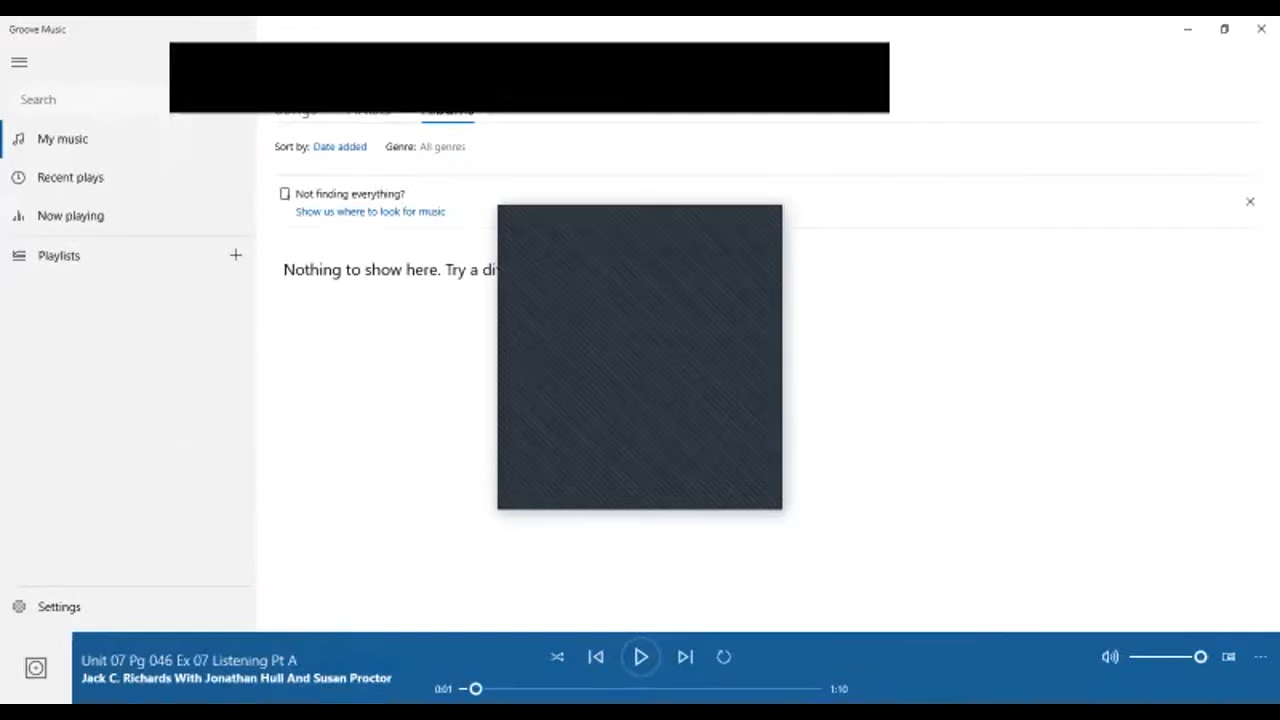 Groove Music
Search
My music
Recent plays
Now playing
Playlists
Settings
Albums
Sort by: Date added Genre: All genres
Not finding everything?
Show us where to look for music
Nothing to show here. Try a
Unit 07 Pg 046 Ex 07 Listening Pt A
Jack C. Richards With Jonathan Hull And Susan Proctor
0:01
1:10